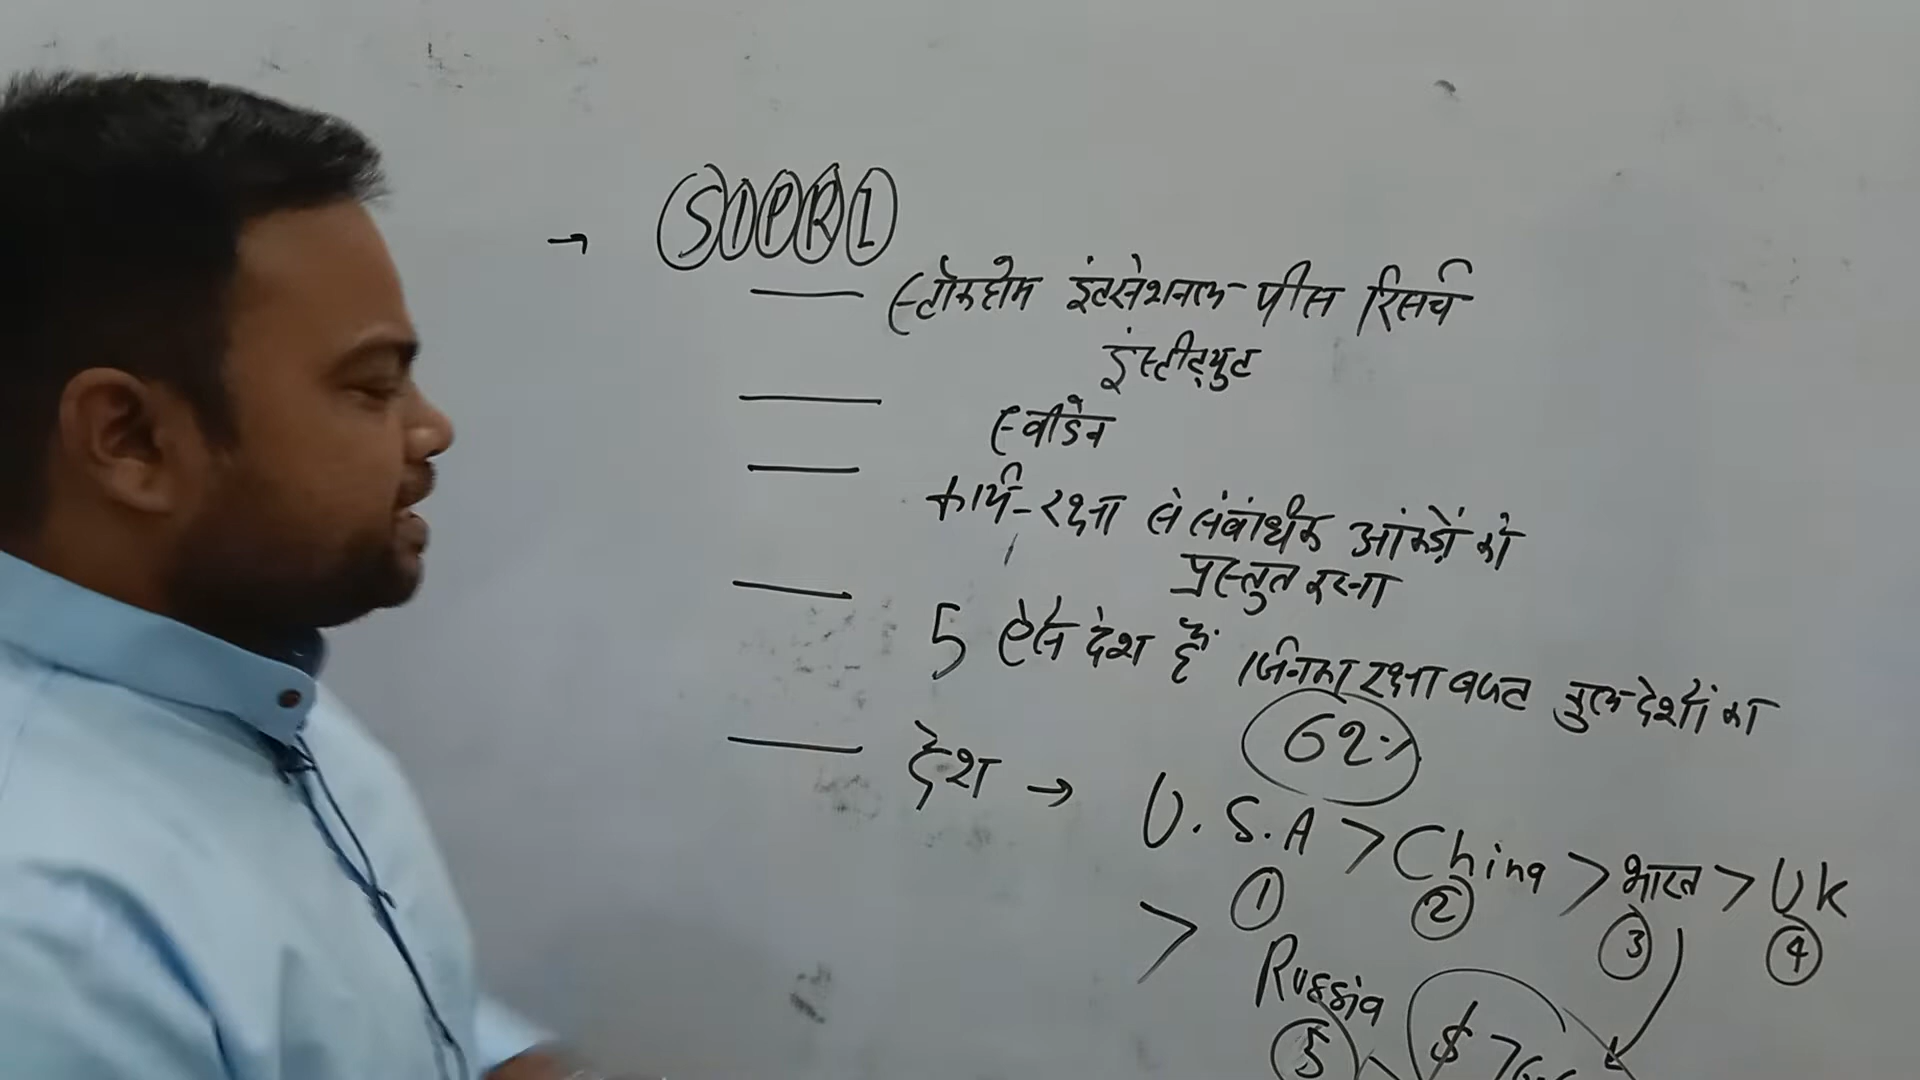 → SIPRI
— स्टॉकहोम इंटरनेशनल पीस रिसर्च
इंस्टीट्युट
— स्वीडेन
— कार्य - रक्षा से संबंधित आंकड़ों को
प्रस्तुत करना
— 5 ऐसे देश हैं जिनका रक्षा बजट कुल देशों का
62%
— देश → U.S.A > China > भारत > UK
① ② ③ ④
> Russia
⑤ $ 76